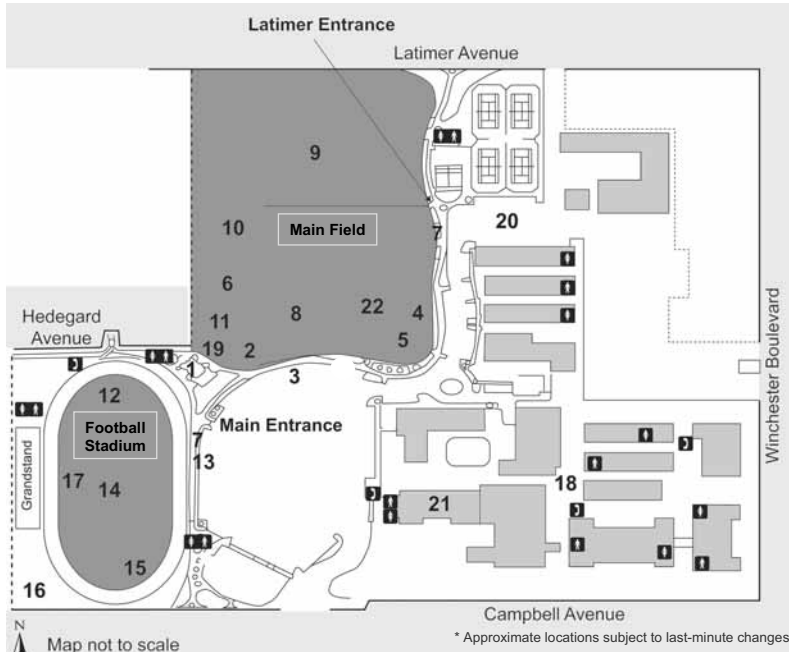 Latimer Entrance
Latimer Avenue
9
20
10
Main Field
7
6
22
4
8
11
5
Hedegard
Avenue
19
2
1
3
12
Main Entrance
Football
Stadium
7
13
Grandstand
17
14
18
21
15
16
Winchester Boulevard
Campbell Avenue
N
Map not to scale
* Approximate locations subject to last-minute changes